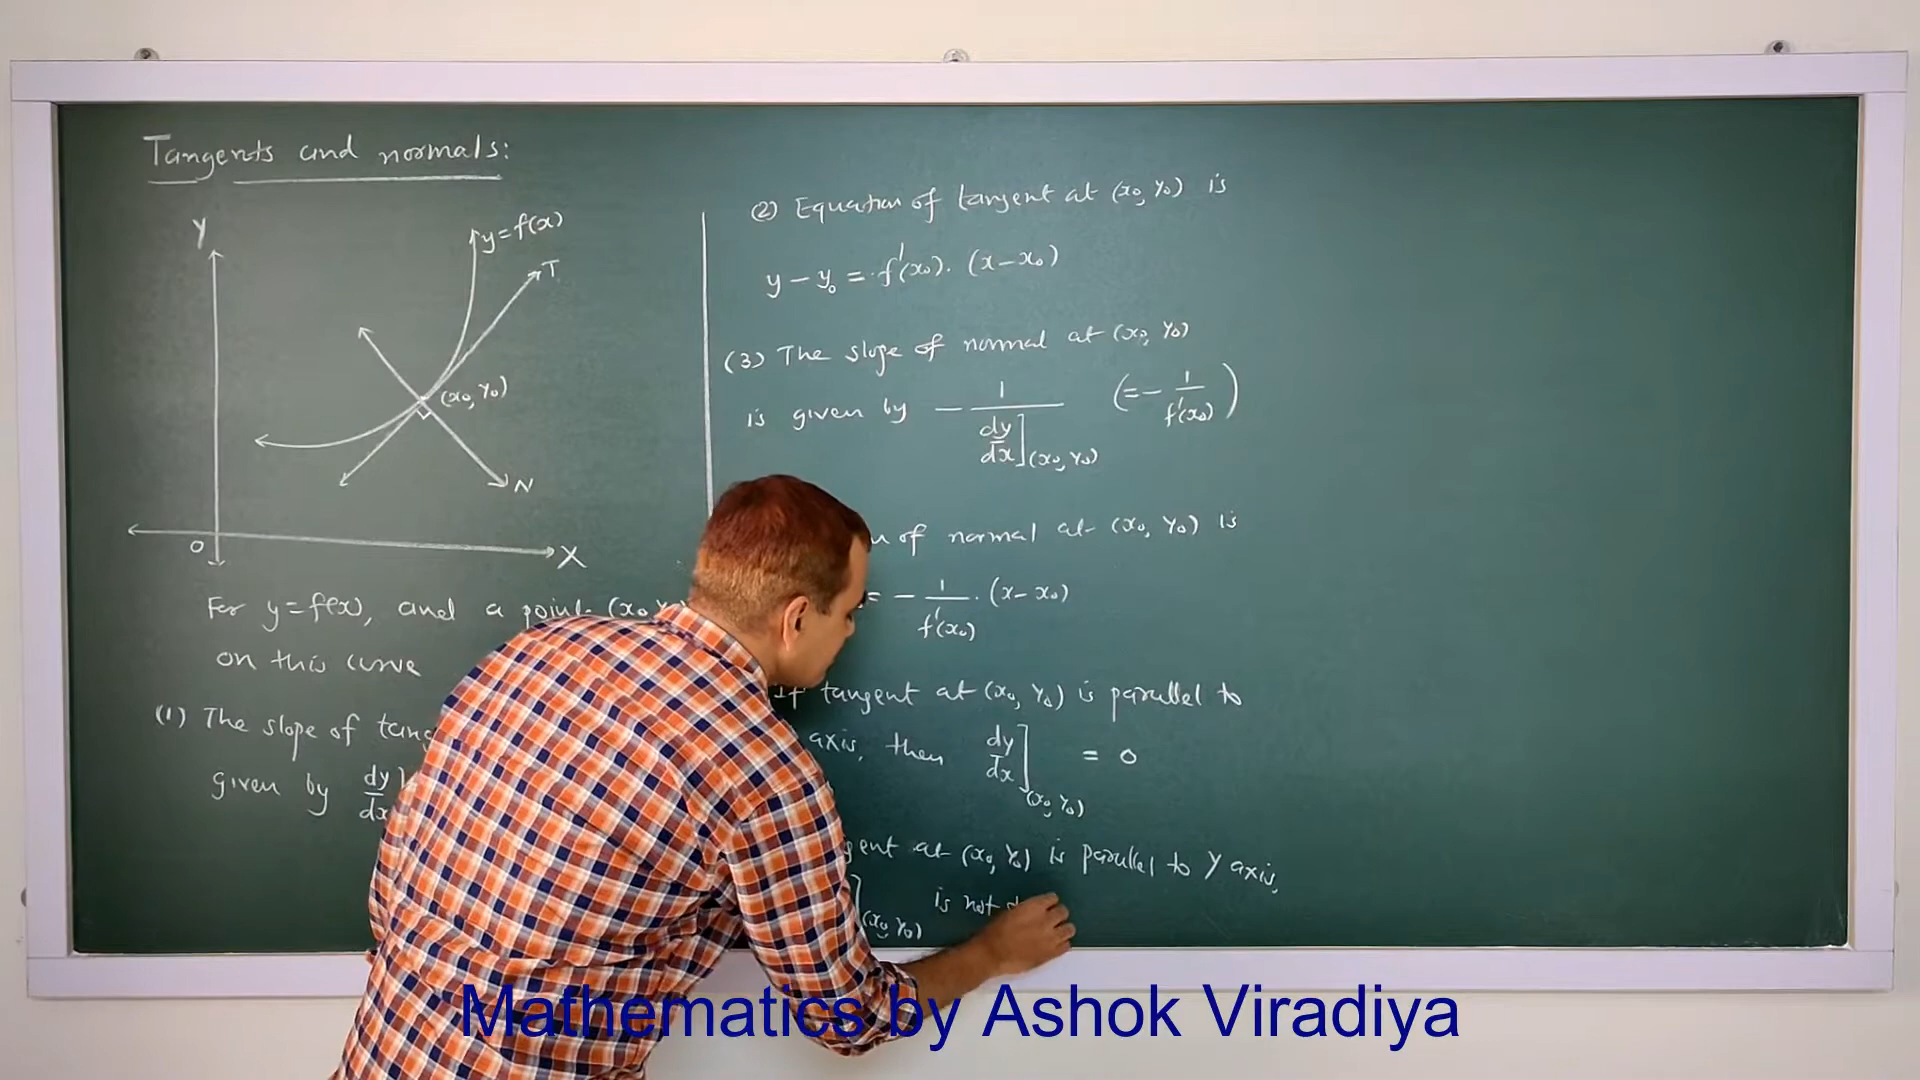 Tangents and normals:
Y
y=f(x)
T
(x₀, y₀)
N
O
X
For y=f(x), and a point (x₀ y
on this curve
(1) The slope of
given by dy/dx]
(2) Equation of tangent at (x₀, y₀) is
y − y₀ = f'(x₀). (x − x₀)
(3) The slope of normal at (x₀, y₀)
is given by − 1/(dy/dx](x₀, y₀)) (= − 1/f'(x₀))
of normal at (x₀, y₀) is
= − 1/f'(x₀) . (x − x₀)
If tangent at (x₀, y₀) is parallel to
axis, then dy/dx](x₀, y₀) = 0
at (x₀, y₀) is parallel to Y axis,
](x₀, y₀) is not
Mathematics by Ashok Viradiya